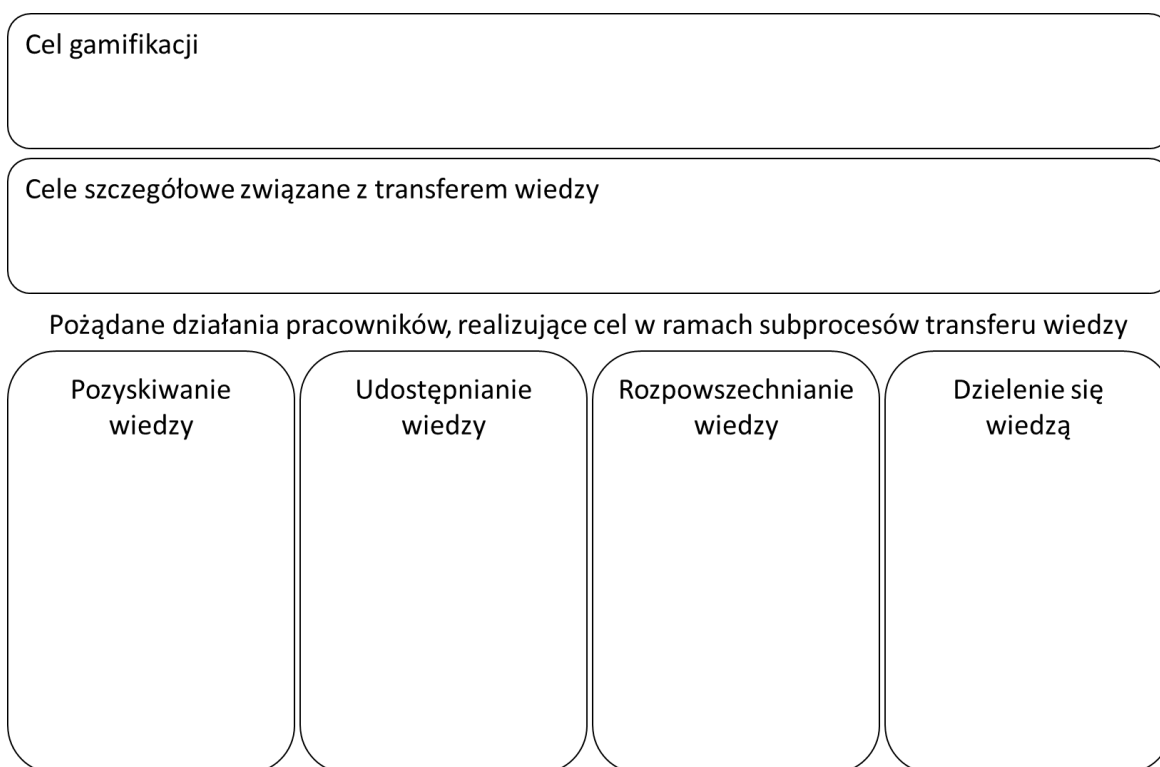 Cel gamifikacji
Cele szczegółowe związane z transferem wiedzy
Pożądane działania pracowników, realizujące cel w ramach subprocesów transferu wiedzy
Pozyskiwanie
wiedzy
Udostępnianie
wiedzy
Rozpowszechnianie
wiedzy
Dzielenie się
wiedzą